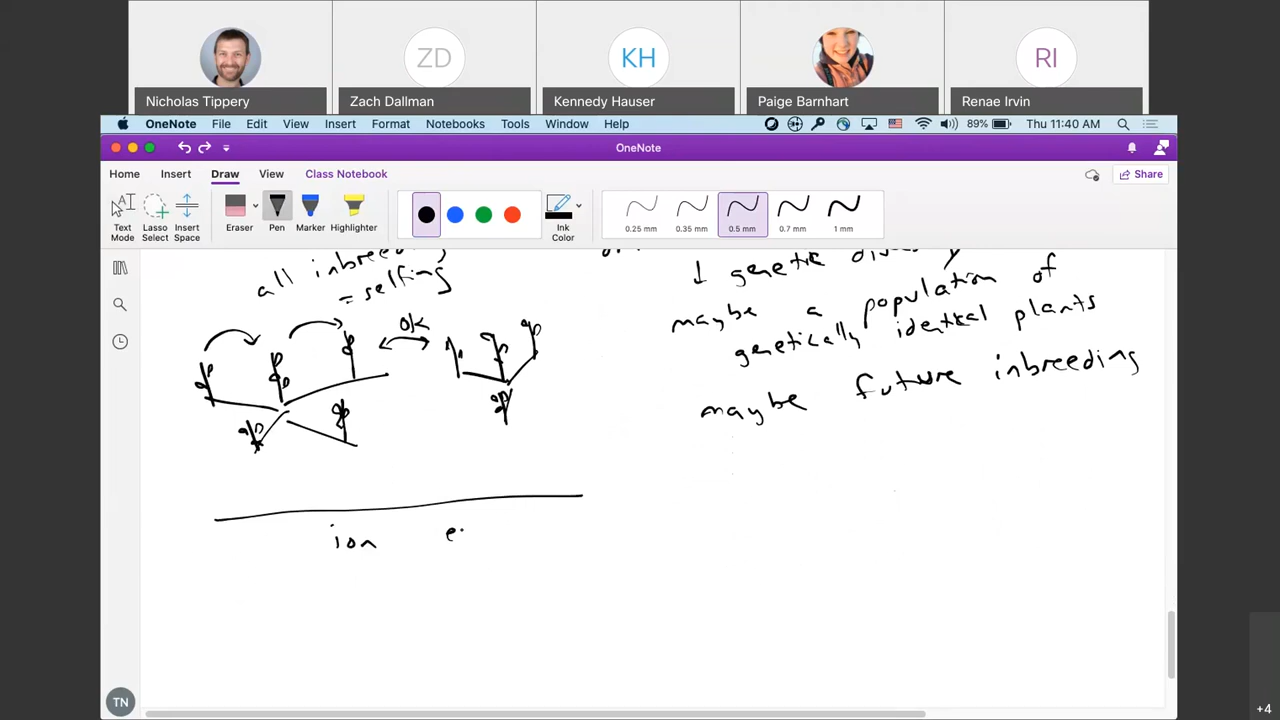 ZD
KH
RI
Nicholas Tippery
Zach Dallman
Kennedy Hauser
Paige Barnhart
Renae Irvin
OneNote File Edit View Insert Format Notebooks Tools Window Help
89% Thu 11:40 AM
OneNote
Home Insert Draw View Class Notebook
Share
Text Mode
Lasso Select
Insert Space
Eraser
Pen
Marker
Highlighter
Ink Color
0.25 mm
0.35 mm
0.5 mm
0.7 mm
1 mm
all inbreeding
= selfing
OK
↓ genetic diversity
maybe a population of
genetically identical plants
maybe future inbreeding
ion e
TN
+4